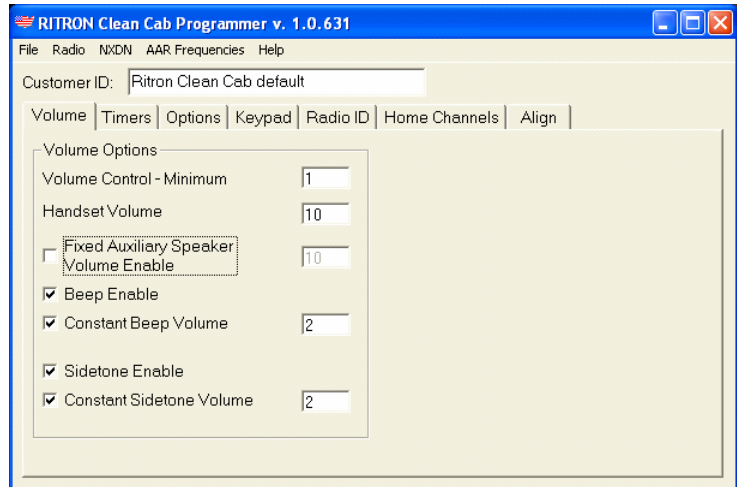 RITRON Clean Cab Programmer v. 1.0.631
File Radio NXDN AAR Frequencies Help
Customer ID: Ritron Clean Cab default
Volume Timers Options Keypad Radio ID Home Channels Align
Volume Options
Volume Control - Minimum 1
Handset Volume 10
Fixed Auxiliary Speaker
Volume Enable 10
Beep Enable
Constant Beep Volume 2
Sidetone Enable
Constant Sidetone Volume 2